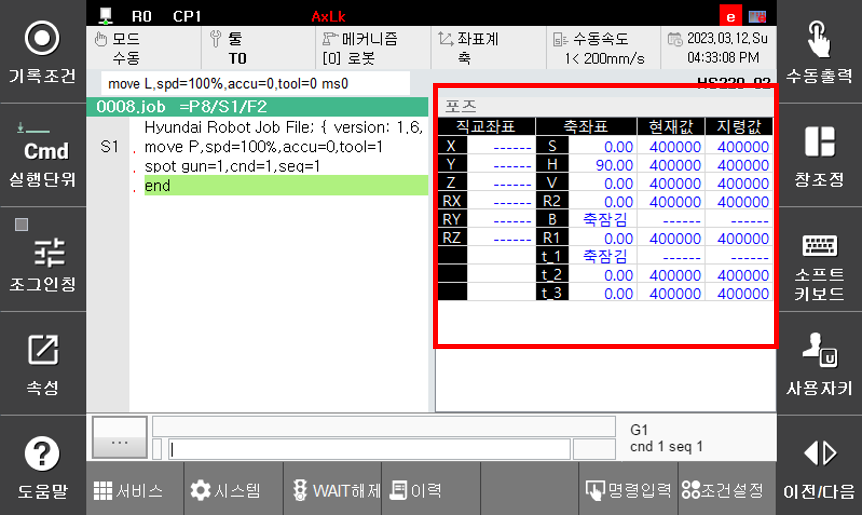 R0 CP1 AxLk e
기록조건
모드
수동
툴
T0
메커니즘
[0] 로봇
좌표계
축
수동속도
1< 200mm/s
2023,03,12,Su
04:33:08 PM
수동출력
move L,spd=100%,accu=0,tool=0 ms0
0008.job =P8/S1/F2
Hyundai Robot Job File; { version: 1.6,
S1 move P,spd=100%,accu=0,tool=1
spot gun=1,cnd=1,seq=1
end
포즈
직교좌표 축좌표 현재값 지령값
X ------ S 0.00 400000 400000
Y ------ H 90.00 400000 400000
Z ------ V 0.00 400000 400000
RX ------ R2 0.00 400000 400000
RY ------ B 축잠김 ------ ------
RZ ------ R1 0.00 400000 400000
t_1 축잠김 ------ ------
t_2 0.00 400000 400000
t_3 0.00 400000 400000
Cmd
실행단위
조그인칭
속성
도움말
창조정
소프트
키보드
사용자키
U
이전/다음
...
G1
cnd 1 seq 1
서비스
시스템
WAIT해제
이력
명령입력
조건설정